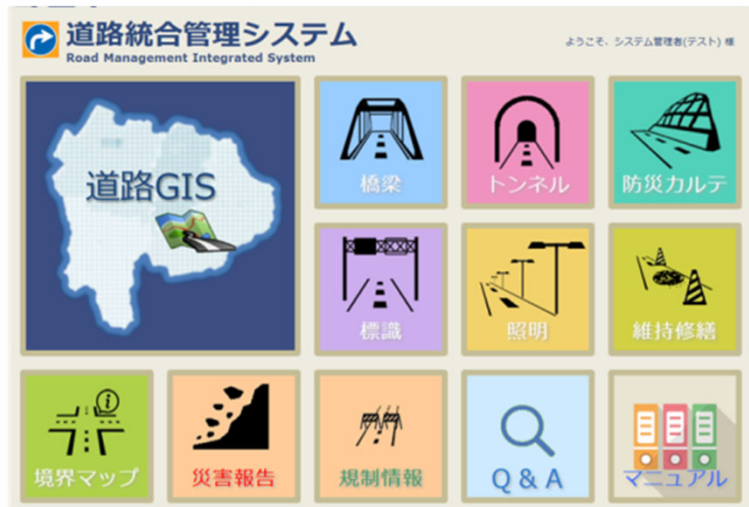 道路統合管理システム
Road Management Integrated System
ようこそ、システム管理者(テスト) 様
道路GIS
橋梁
トンネル
防災カルテ
標識
照明
維持修繕
境界マップ
災害報告
規制情報
Q & A
マニュアル